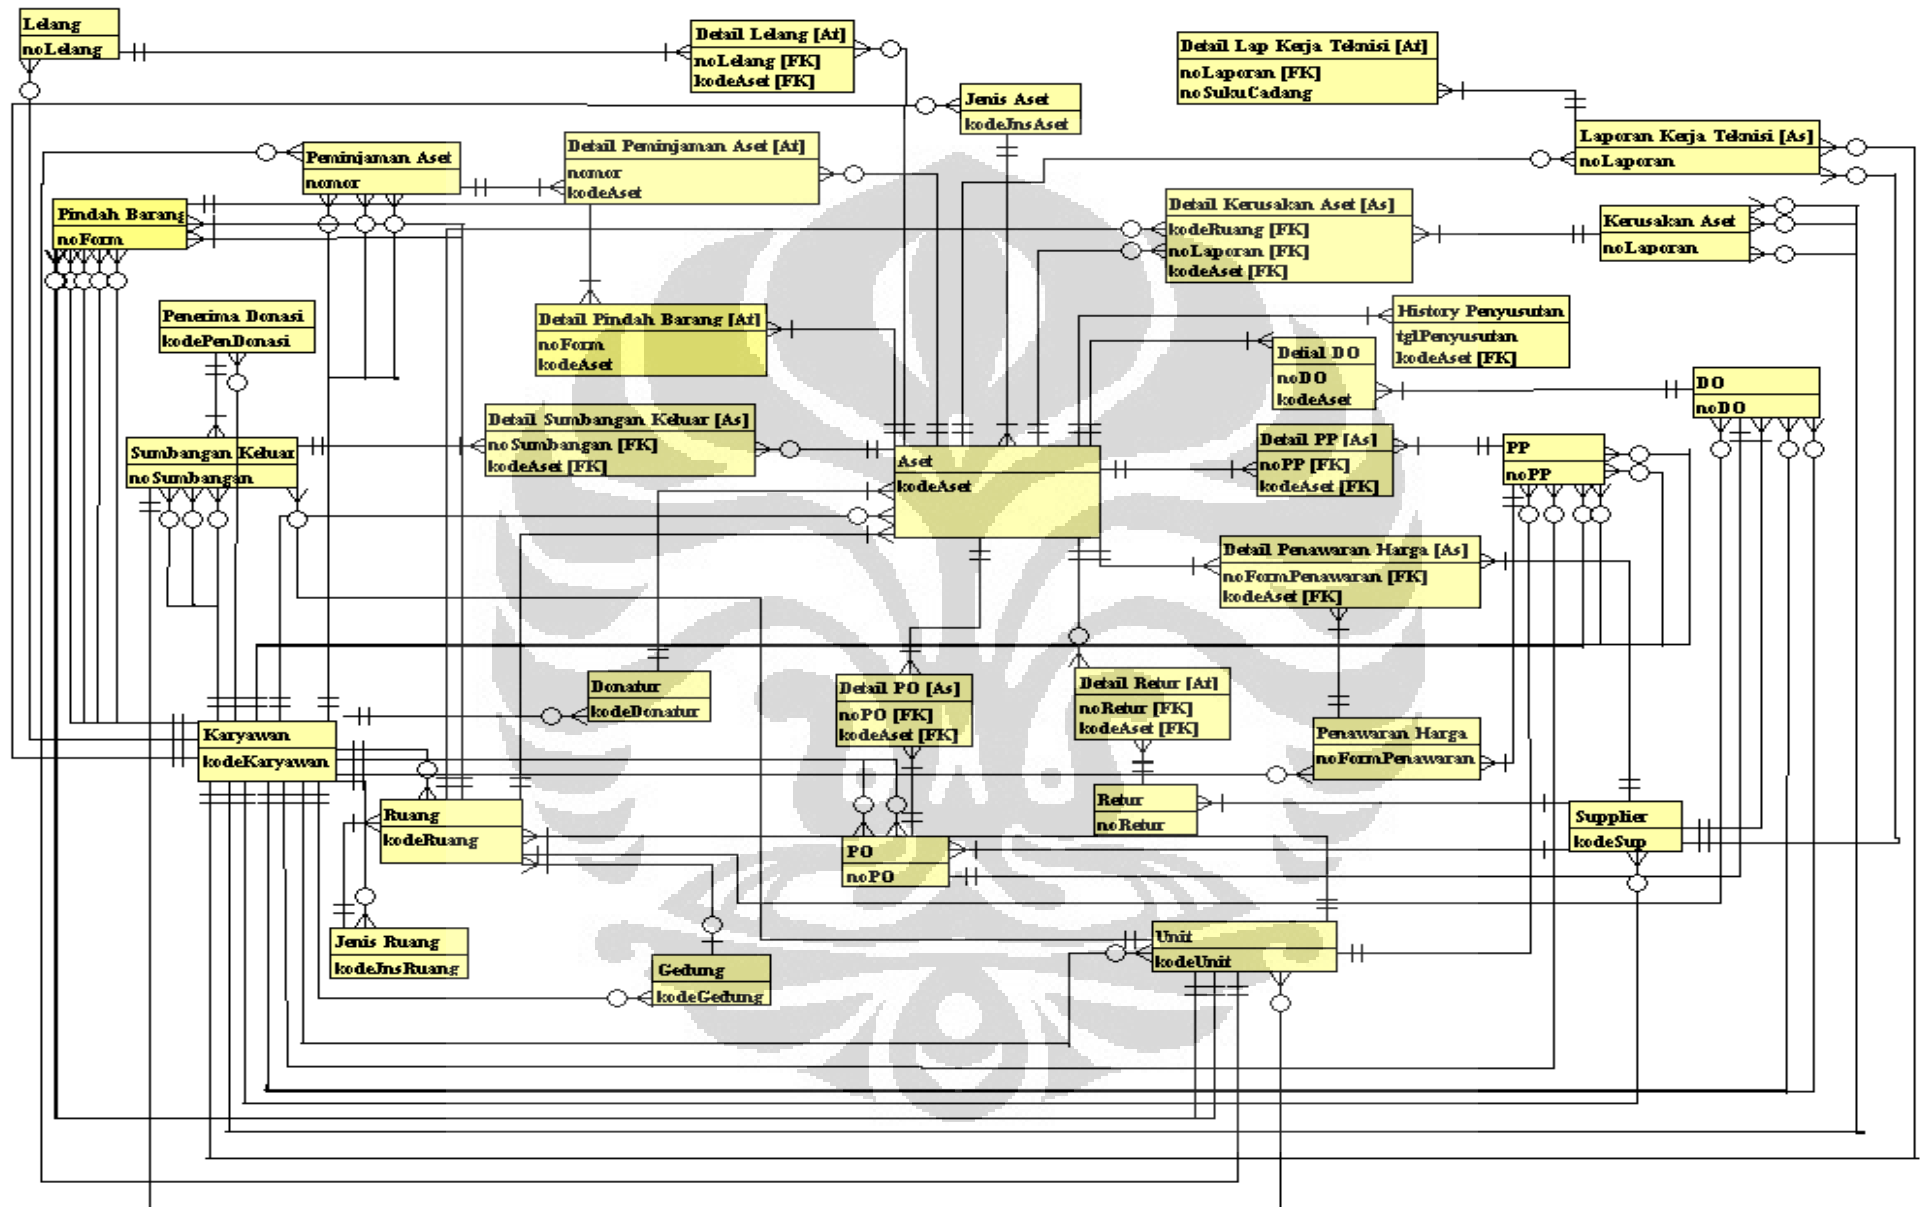 Lelang
noLelang
Detail Lelang [At]
noLelang [FK]
kodeAset [FK]
Detail Lap Kerja Teknisi [At]
noLaporan [FK]
noSukuCadang
Jenis Aset
kodeJnsAset
Laporan Kerja Teknisi [As]
noLaporan
Peminjaman Aset
nomor
Detail Peminjaman Aset [At]
nomor
kodeAset
Pindah Barang
noForm
Detail Kerusakan Aset [As]
kodeRuang [FK]
noLaporan [FK]
kodeAset [FK]
Kerusakan Aset
noLaporan
Penerima Donasi
kodePenDonasi
Detail Pindah Barang [At]
noForm
kodeAset
History Penyusutan
tglPenyusutan
kodeAset [FK]
Detial DO
noDO
kodeAset
DO
noDO
Sumbangan Keluar
noSumbangan
Detail Sumbangan Keluar [As]
noSumbangan [FK]
kodeAset [FK]
Aset
kodeAset
Detail PP [As]
noPP [FK]
kodeAset [FK]
PP
noPP
Detail Penawaran Harga [As]
noFormPenawaran [FK]
kodeAset [FK]
Donatur
kodeDonatur
Detail PO [As]
noPO [FK]
kodeAset [FK]
Detail Retur [At]
noRetur [FK]
kodeAset [FK]
Karyawan
kodeKaryawan
Penawaran Harga
noFormPenawaran
Ruang
kodeRuang
Retur
noRetur
Supplier
kodeSup
PO
noPO
Jenis Ruang
kodeJnsRuang
Gedung
kodeGedung
Unit
kodeUnit